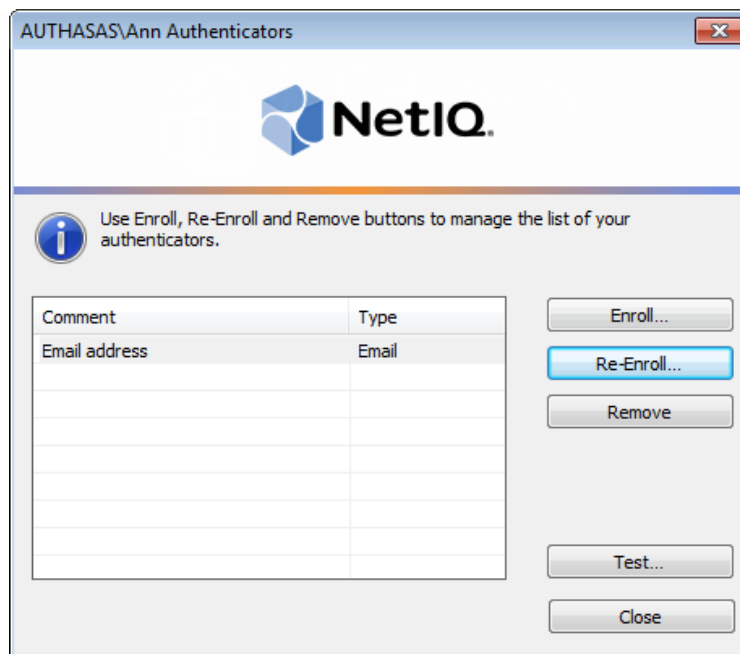 AUTHASAS\Ann Authenticators
NetIQ.
Use Enroll, Re-Enroll and Remove buttons to manage the list of your
authenticators.
Comment Type
Email address Email
Enroll...
Re-Enroll...
Remove
Test...
Close